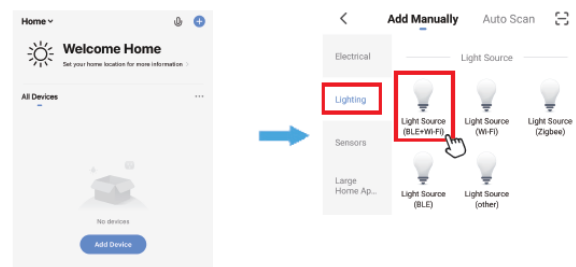 Home
Welcome Home
Set your home location for more information
All Devices
No devices
Add Device
Add Manually
Auto Scan
Electrical
Lighting
Sensors
Large
Home Ap...
Light Source
Light Source
(BLE+Wi-Fi)
Light Source
(Wi-Fi)
Light Source
(Zigbee)
Light Source
(BLE)
Light Source
(other)